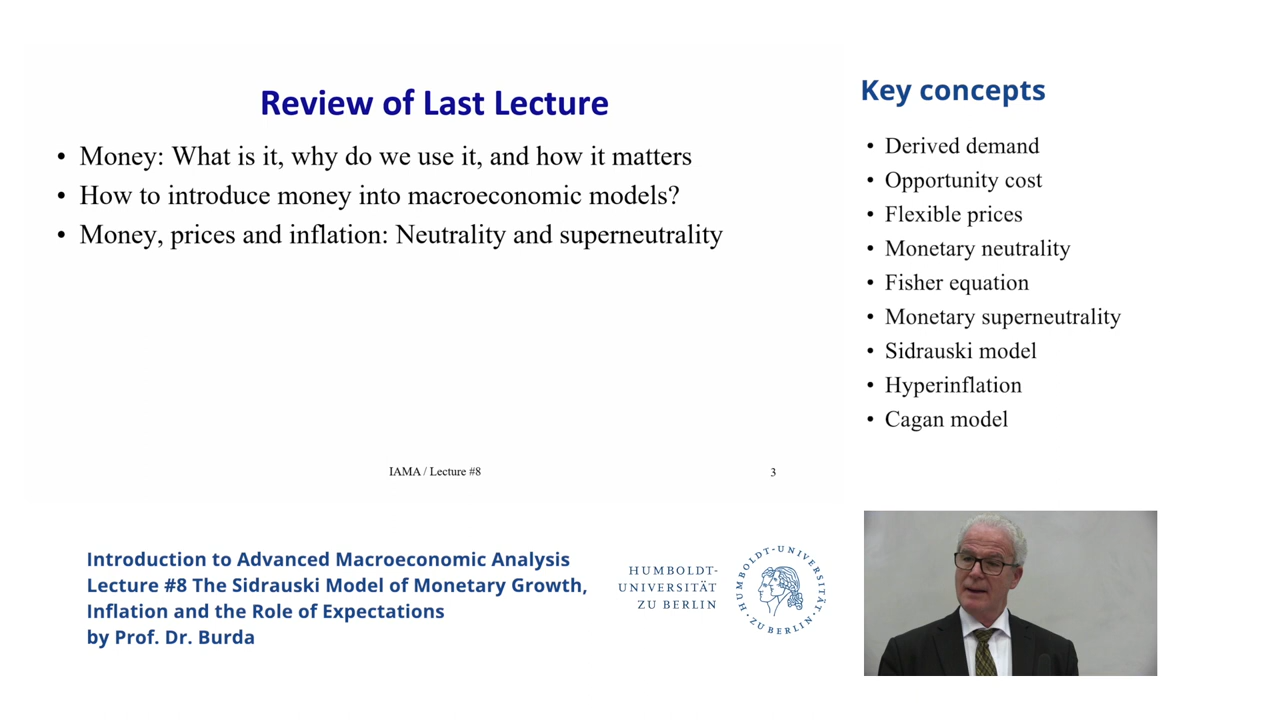 Review of Last Lecture
• Money: What is it, why do we use it, and how it matters
• How to introduce money into macroeconomic models?
• Money, prices and inflation: Neutrality and superneutrality
IAMA / Lecture #8
3
Key concepts
• Derived demand
• Opportunity cost
• Flexible prices
• Monetary neutrality
• Fisher equation
• Monetary superneutrality
• Sidrauski model
• Hyperinflation
• Cagan model
Introduction to Advanced Macroeconomic Analysis
Lecture #8 The Sidrauski Model of Monetary Growth,
Inflation and the Role of Expectations
by Prof. Dr. Burda
HUMBOLDT-
UNIVERSITÄT
ZU BERLIN
HUMBOLDT-UNIVERSITÄT
· ZU BERLIN ·